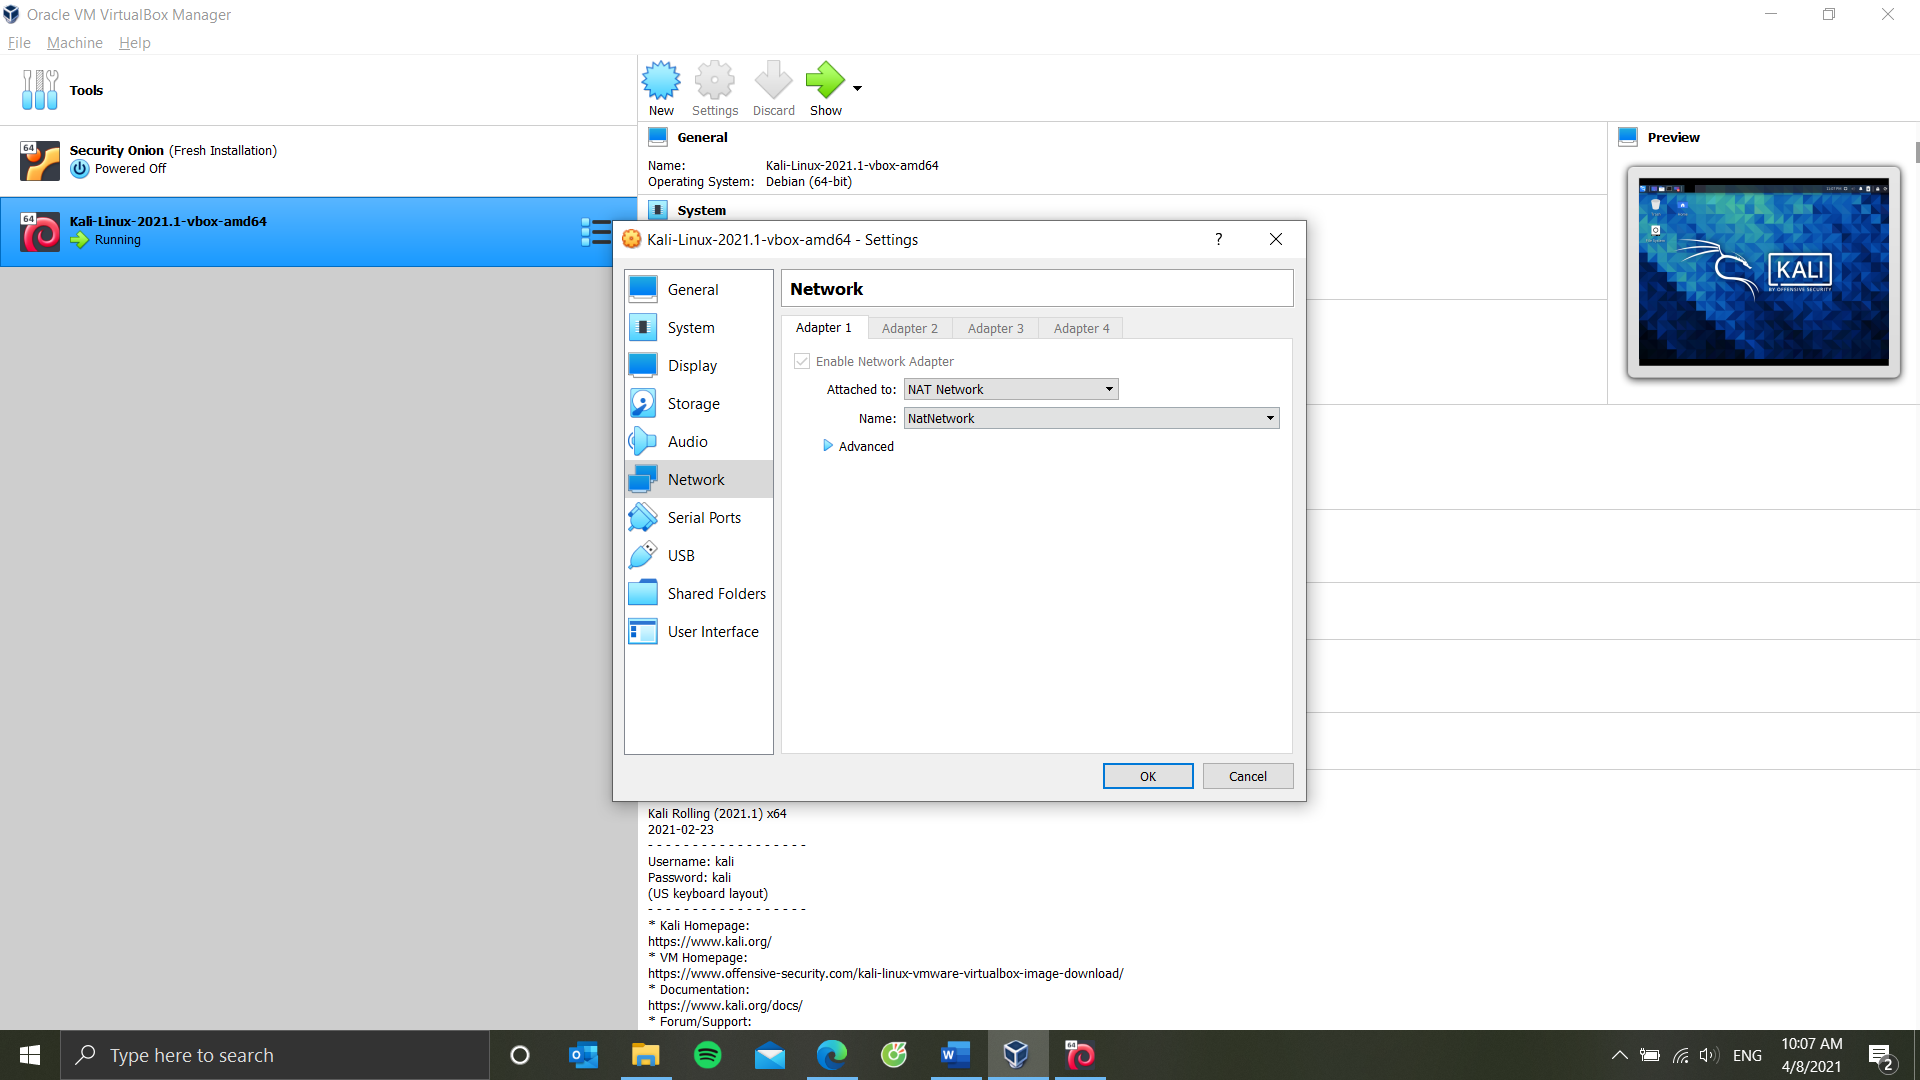 Oracle VM VirtualBox Manager
File Machine Help
Tools
64
Security Onion (Fresh Installation)
Powered Off
64
Kali-Linux-2021.1-vbox-amd64
Running
New Settings Discard Show
General
Name: Kali-Linux-2021.1-vbox-amd64
Operating System: Debian (64-bit)
System
Preview
KALI
BY OFFENSIVE SECURITY
Kali-Linux-2021.1-vbox-amd64 - Settings
?
General
System
Display
Storage
Audio
Network
Serial Ports
USB
Shared Folders
User Interface
Network
Adapter 1 Adapter 2 Adapter 3 Adapter 4
Enable Network Adapter
Attached to: NAT Network
Name: NatNetwork
Advanced
OK Cancel
Kali Rolling (2021.1) x64
2021-02-23
- - - - - - - - - - - - - - - - - -
Username: kali
Password: kali
(US keyboard layout)
- - - - - - - - - - - - - - - - - -
* Kali Homepage:
https://www.kali.org/
* VM Homepage:
https://www.offensive-security.com/kali-linux-vmware-virtualbox-image-download/
* Documentation:
https://www.kali.org/docs/
* Forum/Support:
Type here to search
64
ENG
10:07 AM
4/8/2021
2